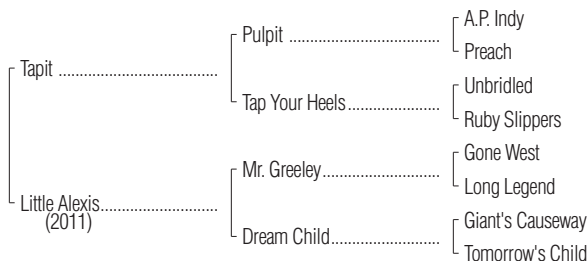 A.P. Indy
Pulpit ........................................
Preach
Tapit ..........................................
Unbridled
Tap Your Heels........................
Ruby Slippers
Gone West
Mr. Greeley...............................
Long Legend
Little Alexis...............................
(2011)
Giant's Causeway
Dream Child.............................
Tomorrow's Child